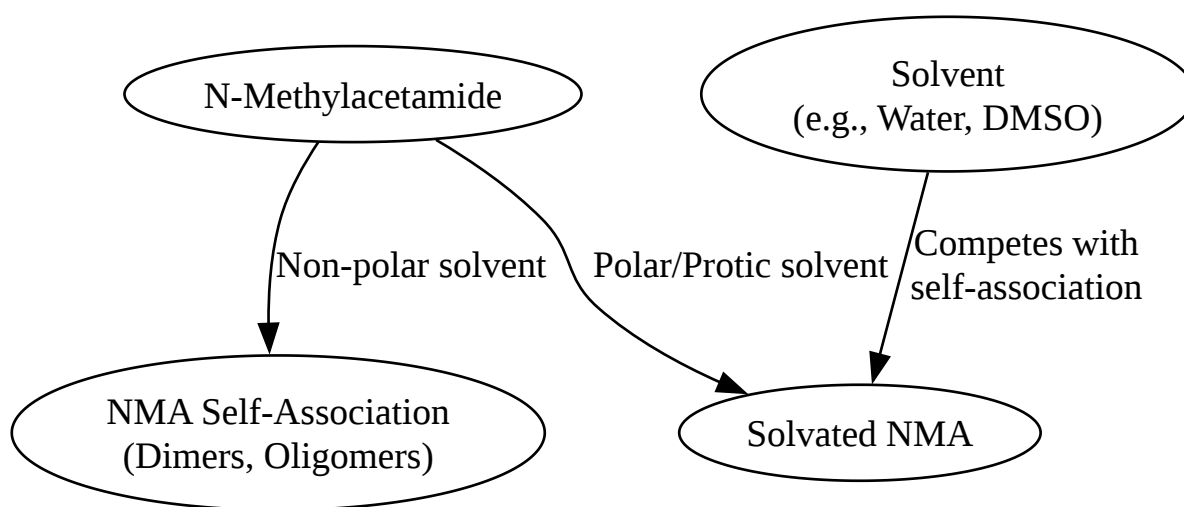 N-Methylacetamide
Solvent
(e.g., Water, DMSO)
Non-polar solvent
Polar/Protic solvent
Competes with
self-association
NMA Self-Association
(Dimers, Oligomers)
Solvated NMA